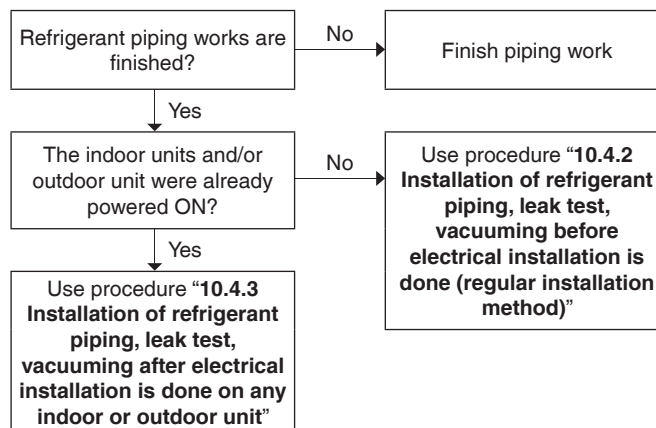 Refrigerant piping works are
finished?
No
Finish piping work
Yes
The indoor units and/or
outdoor unit were already
powered ON?
No
Use procedure “10.4.2
Installation of refrigerant
piping, leak test,
vacuuming before
electrical installation is
done (regular installation
method)”
Yes
Use procedure “10.4.3
Installation of refrigerant
piping, leak test,
vacuuming after electrical
installation is done on any
indoor or outdoor unit”